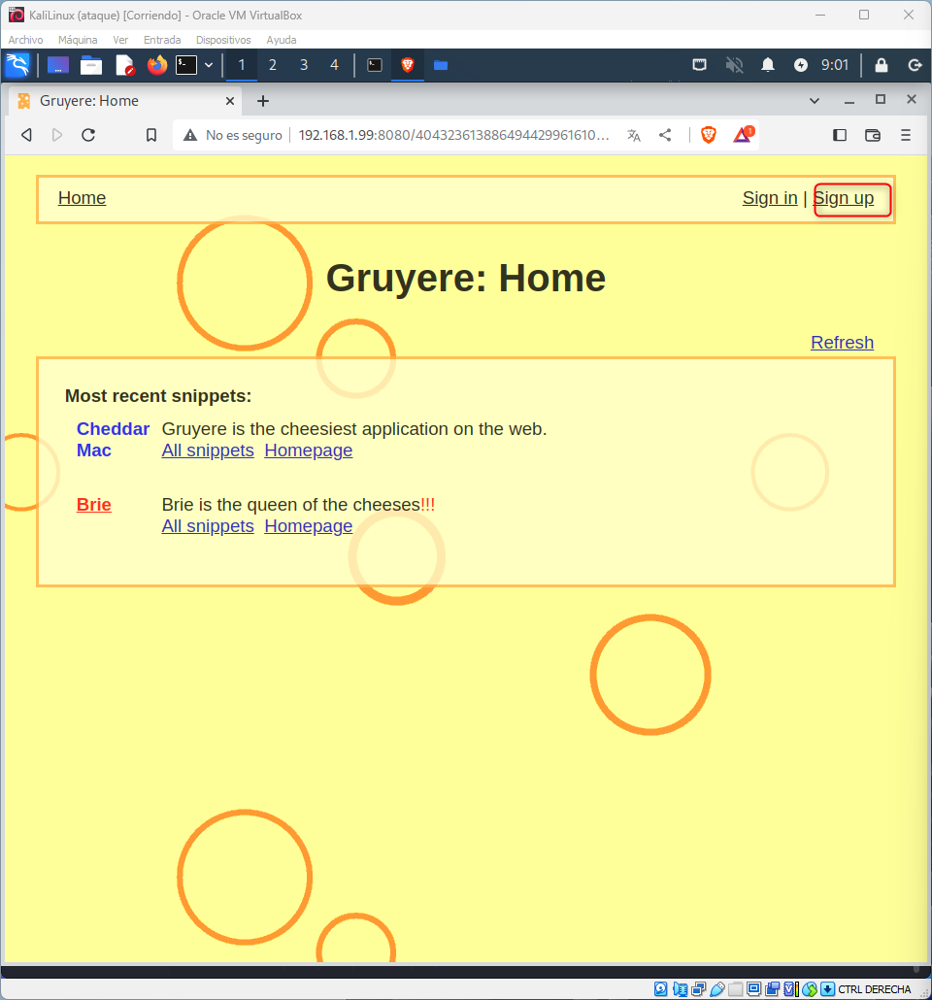 KaliLinux (ataque) [Corriendo] - Oracle VM VirtualBox
Archivo Máquina Ver Entrada Dispositivos Ayuda
1 2 3 4 9:01
Gruyere: Home
No es seguro 192.168.1.99:8080/404323613886494429961610…
1
Home Sign in | Sign up
Gruyere: Home
Refresh
Most recent snippets:
Cheddar Gruyere is the cheesiest application on the web.
Mac All snippets Homepage
Brie Brie is the queen of the cheeses!!!
All snippets Homepage
CTRL DERECHA